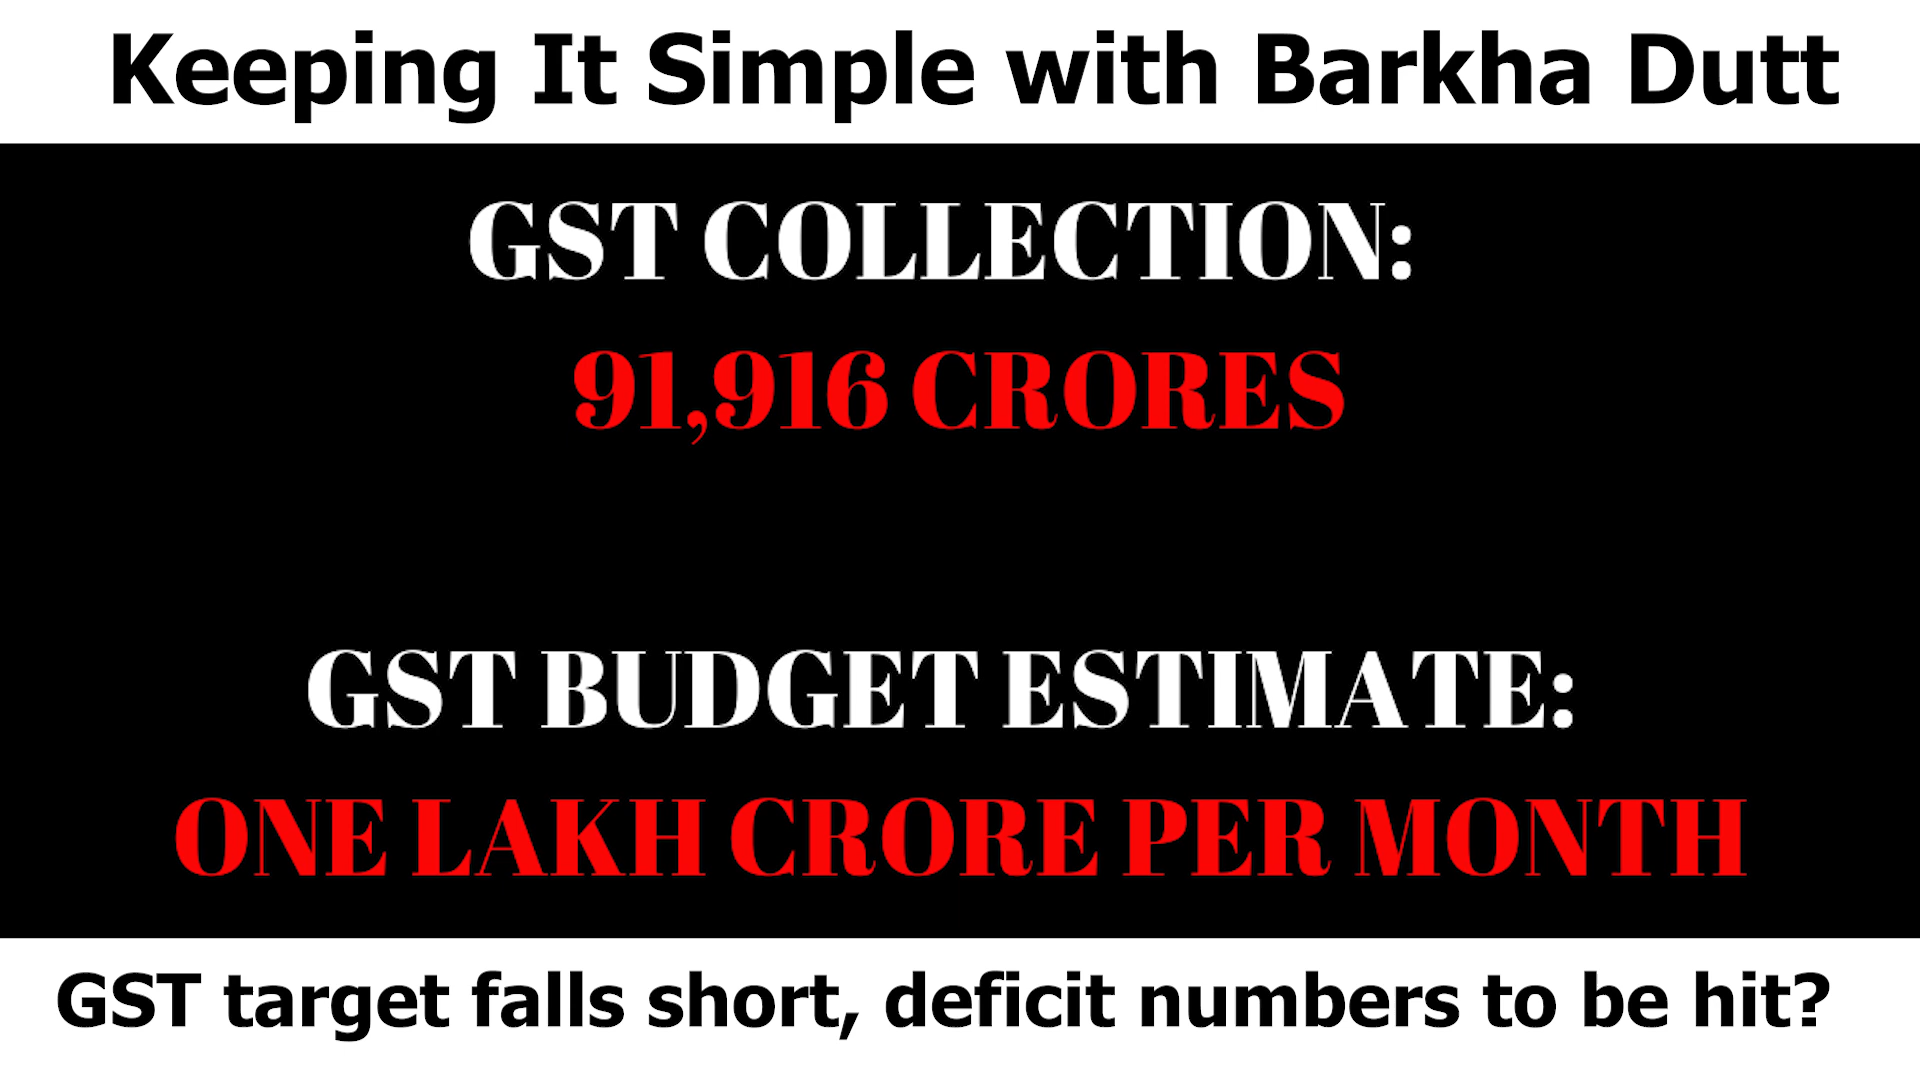 Keeping It Simple with Barkha Dutt
GST COLLECTION:
91,916 CRORES
GST BUDGET ESTIMATE:
ONE LAKH CRORE PER MONTH
GST target falls short, deficit numbers to be hit?